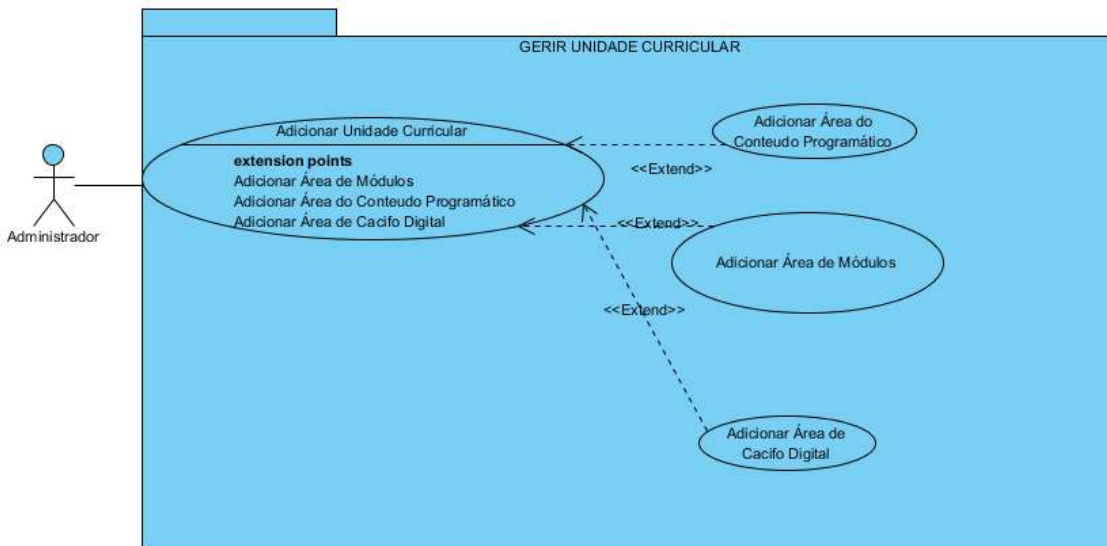 GERIR UNIDADE CURRICULAR
Adicionar Unidade Curricular
extension points
Adicionar Área de Módulos
Adicionar Área do Conteudo Programático
Adicionar Área de Cacifo Digital
Administrador
Adicionar Área do
Conteudo Programático
<<Extend>>
<<Extend>>
Adicionar Área de Módulos
<<Extend>>
Adicionar Área de
Cacifo Digital